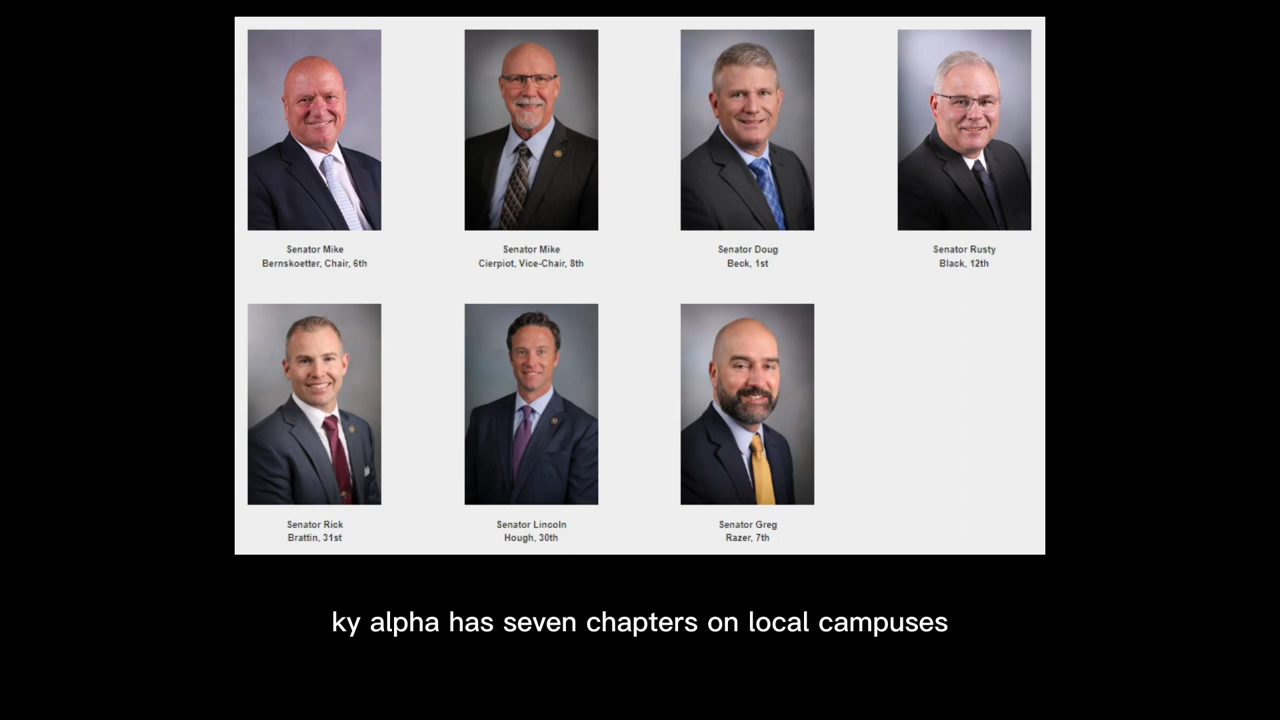 Senator Mike
Bernskoetter, Chair, 6th
Senator Mike
Cierpiot, Vice-Chair, 8th
Senator Doug
Beck, 1st
Senator Rusty
Black, 12th
Senator Rick
Brattin, 31st
Senator Lincoln
Hough, 30th
Senator Greg
Razer, 7th
ky alpha has seven chapters on local campuses